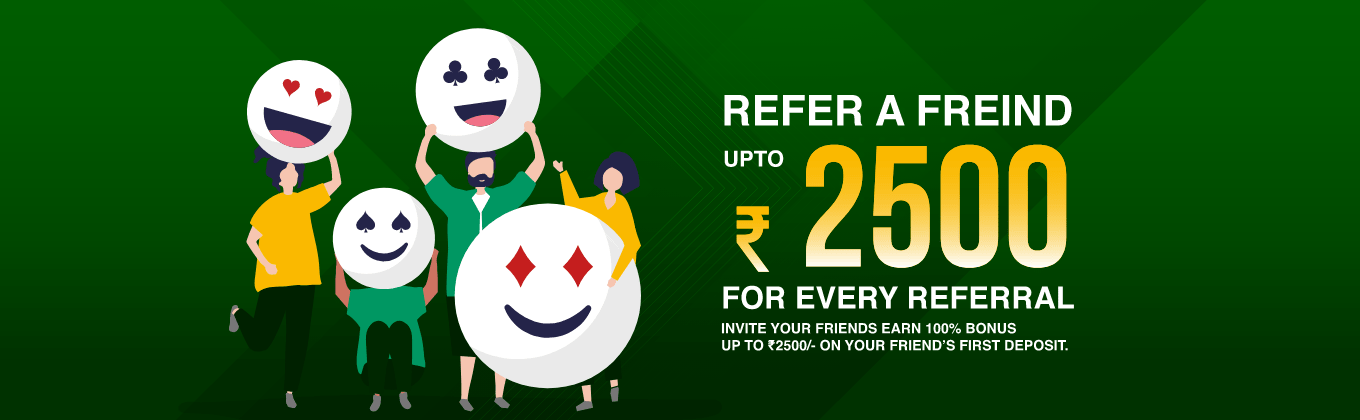 REFER A FREIND
UPTO
₹ 2500
FOR EVERY REFERRAL
INVITE YOUR FRIENDS EARN 100% BONUS
UP TO ₹2500/- ON YOUR FRIEND'S FIRST DEPOSIT.